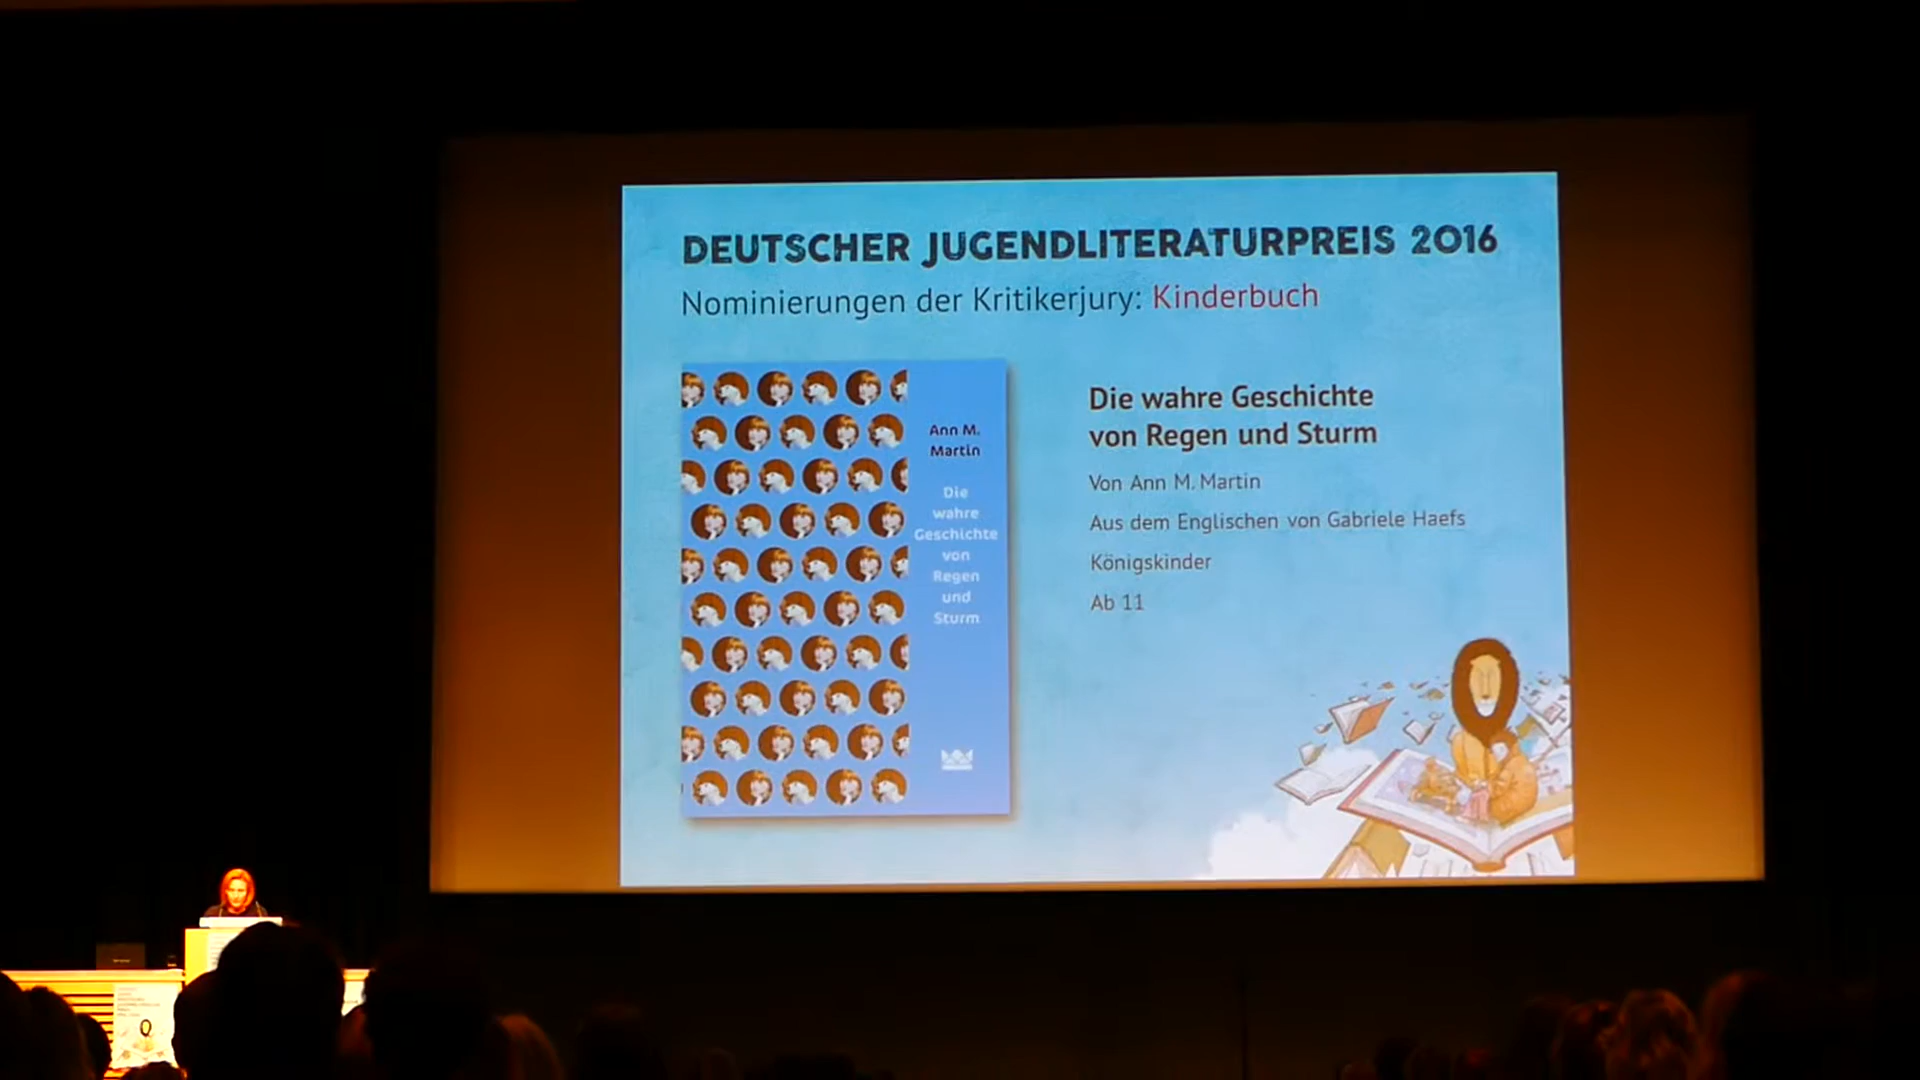 DEUTSCHER JUGENDLITERATURPREIS 2016
Nominierungen der Kritikerjury: Kinderbuch
Ann M.
Martin
Die
wahre
Geschichte
von
Regen
und
Sturm
Die wahre Geschichte
von Regen und Sturm
Von Ann M. Martin
Aus dem Englischen von Gabriele Haefs
Königskinder
Ab 11